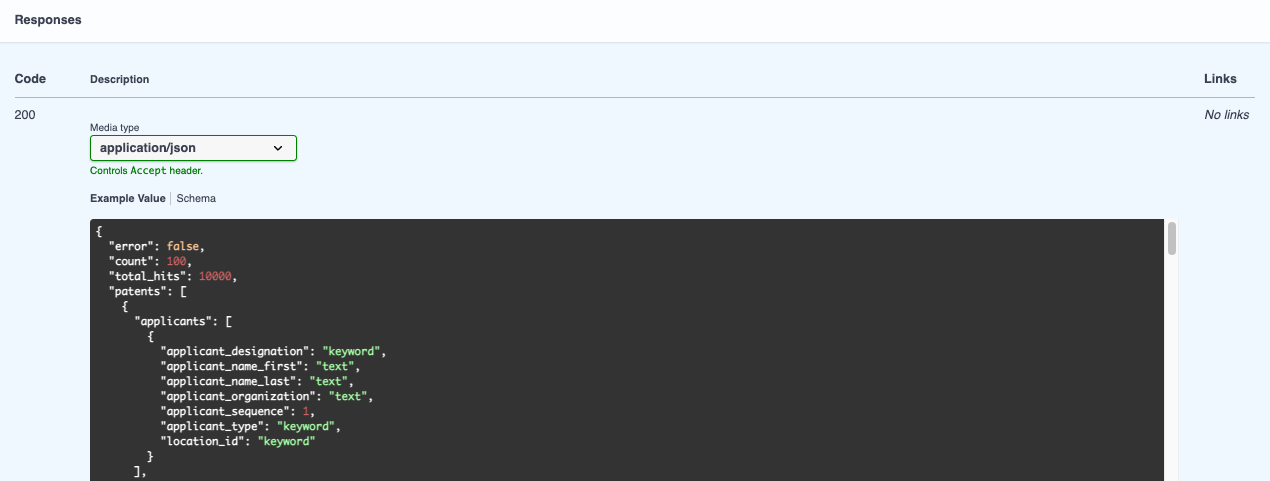 Responses
Code Description Links
200 No links
Media type
application/json
Controls Accept header.
Example Value Schema
{
  "error": false,
  "count": 100,
  "total_hits": 10000,
  "patents": [
    {
      "applicants": [
        {
          "applicant_designation": "keyword",
          "applicant_name_first": "text",
          "applicant_name_last": "text",
          "applicant_organization": "text",
          "applicant_sequence": 1,
          "applicant_type": "keyword",
          "location_id": "keyword"
        }
      ],